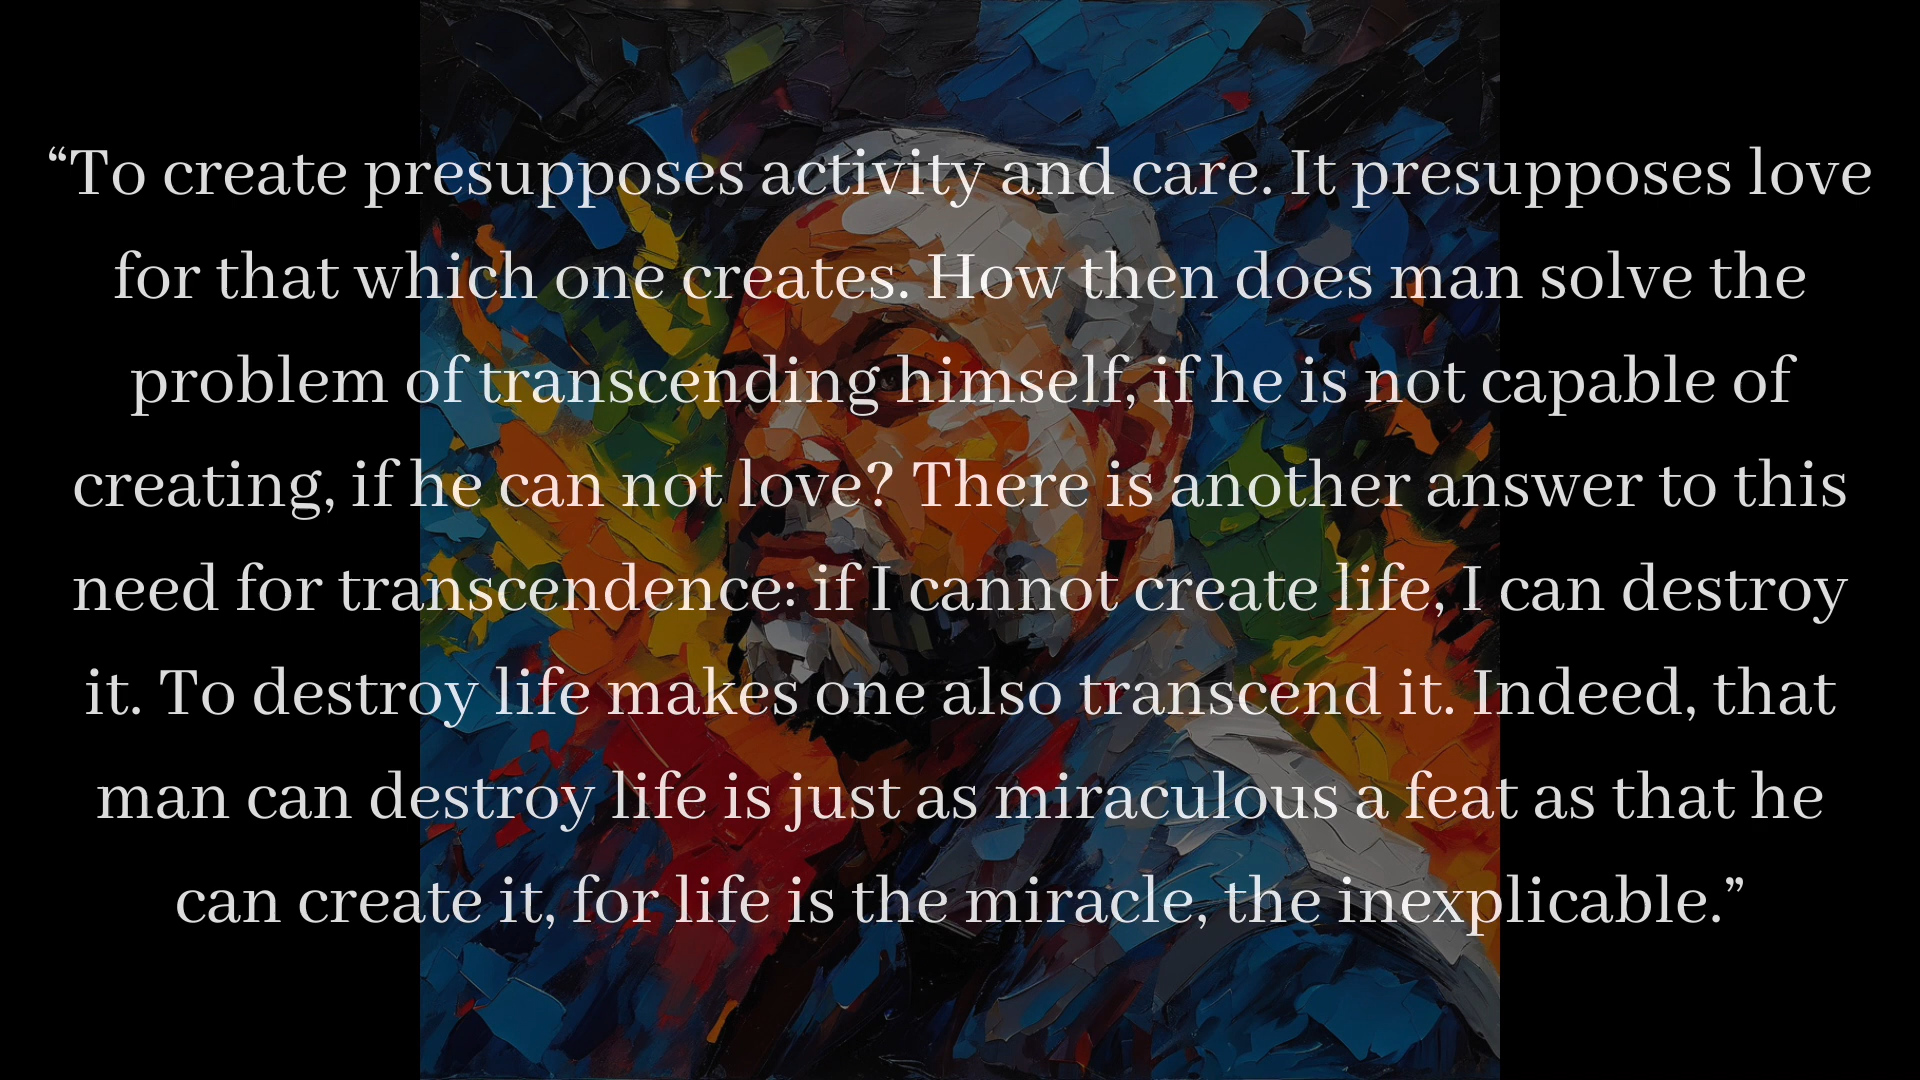 “To create presupposes activity and care. It presupposes love
for that which one creates. How then does man solve the
problem of transcending himself, if he is not capable of
creating, if he can not love? There is another answer to this
need for transcendence: if I cannot create life, I can destroy
it. To destroy life makes one also transcend it. Indeed, that
man can destroy life is just as miraculous a feat as that he
can create it, for life is the miracle, the inexplicable.”